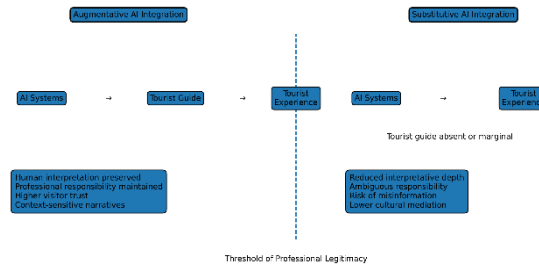 Augmentative AI Integration
Substitutive AI Integration
AI Systems → Tourist Guide → Tourist Experience
AI Systems → Tourist
Tourist guide absent or marginal
Human interpretation preserved
Professional responsibility maintained
Higher visitor trust
Context-sensitive narratives
Reduced interpretative depth
Ambiguous responsibility
Risk of misinformation
Lower cultural mediation
Threshold of Professional Legitimacy